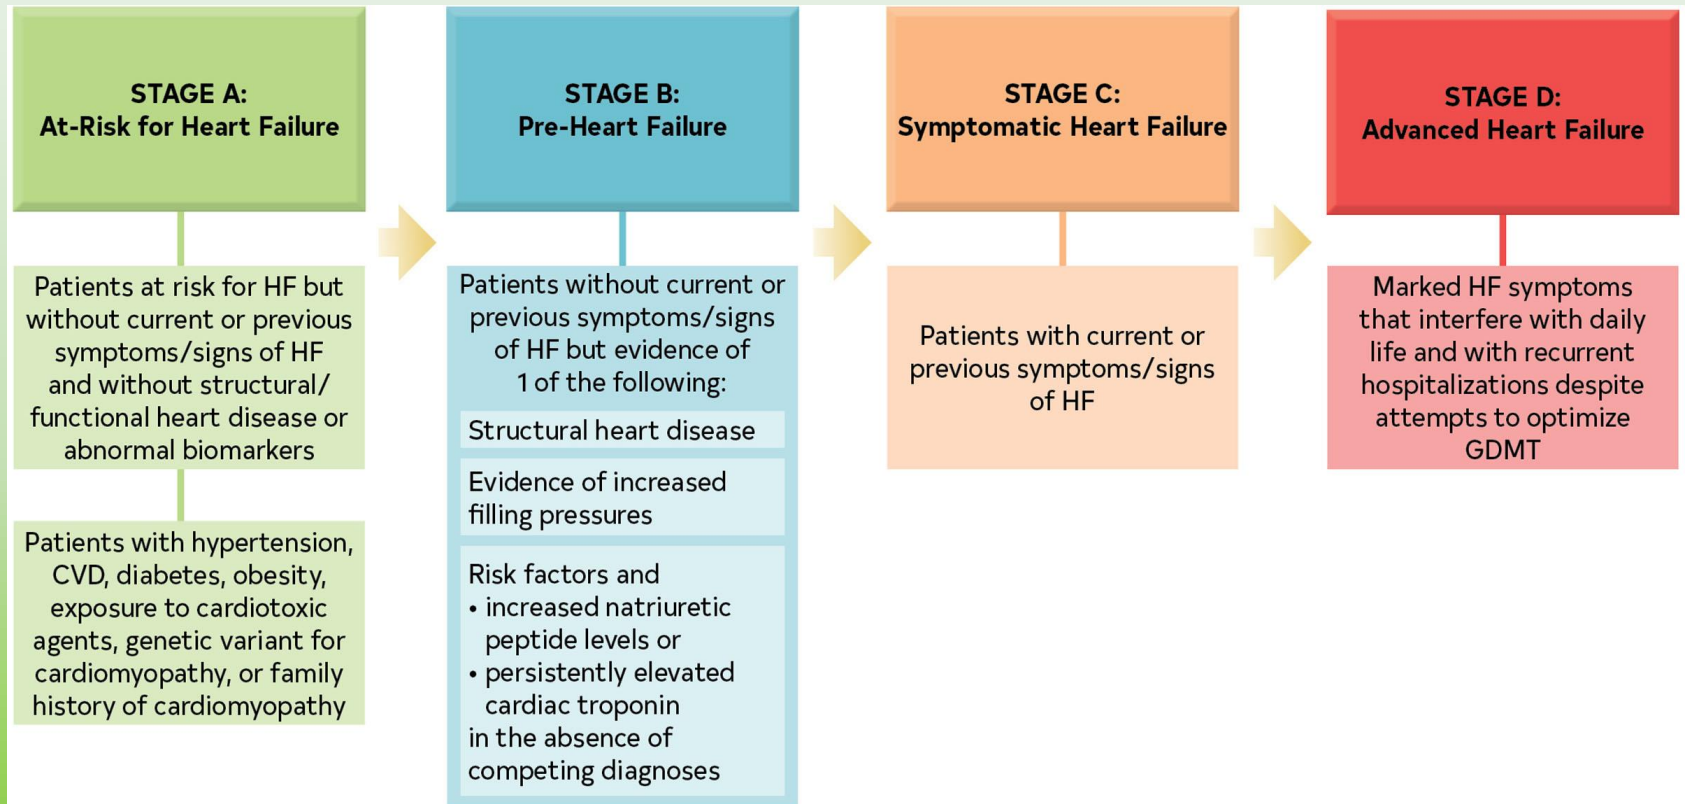 STAGE A:
At-Risk for Heart Failure
Patients at risk for HF but
without current or previous
symptoms/signs of HF
and without structural/
functional heart disease or
abnormal biomarkers
Patients with hypertension,
CVD, diabetes, obesity,
exposure to cardiotoxic
agents, genetic variant for
cardiomyopathy, or family
history of cardiomyopathy
STAGE B:
Pre-Heart Failure
Patients without current or
previous symptoms/signs
of HF but evidence of
1 of the following:
Structural heart disease
Evidence of increased
filling pressures
Risk factors and
• increased natriuretic
peptide levels or
• persistently elevated
cardiac troponin
in the absence of
competing diagnoses
STAGE C:
Symptomatic Heart Failure
Patients with current or
previous symptoms/signs
of HF
STAGE D:
Advanced Heart Failure
Marked HF symptoms
that interfere with daily
life and with recurrent
hospitalizations despite
attempts to optimize
GDMT